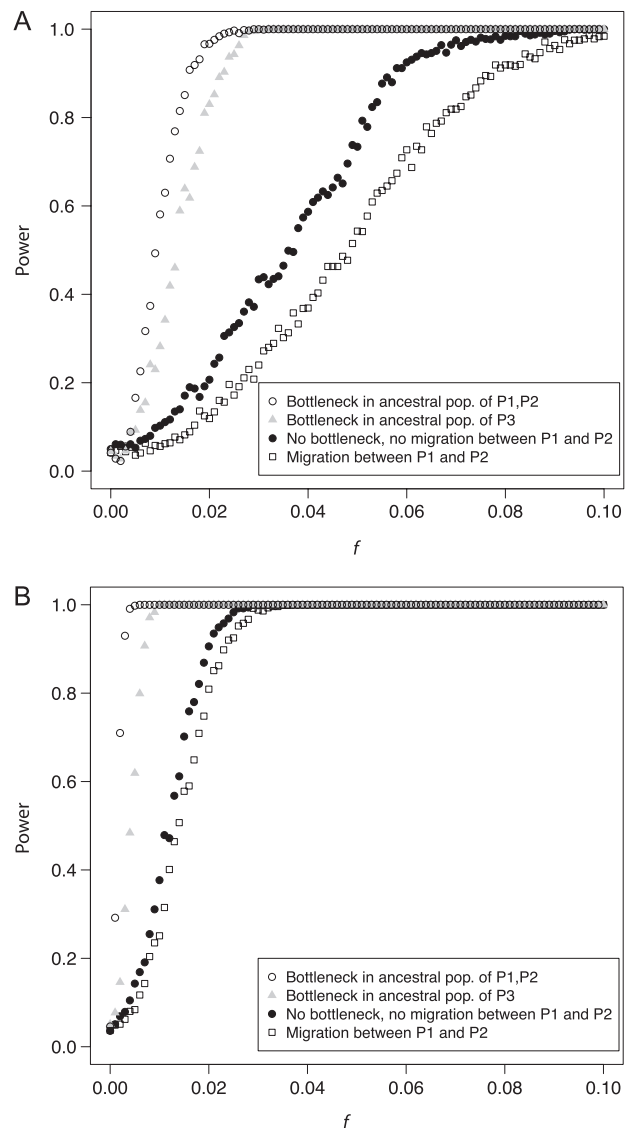 A
1.0
0.8
0.6
0.4
0.2
0.0
Power
Bottleneck in ancestral pop. of P1,P2
Bottleneck in ancestral pop. of P3
No bottleneck, no migration between P1 and P2
Migration between P1 and P2
0.00 0.02 0.04 0.06 0.08 0.10
f
B
1.0
0.8
0.6
0.4
0.2
0.0
Power
Bottleneck in ancestral pop. of P1,P2
Bottleneck in ancestral pop. of P3
No bottleneck, no migration between P1 and P2
Migration between P1 and P2
0.00 0.02 0.04 0.06 0.08 0.10
f